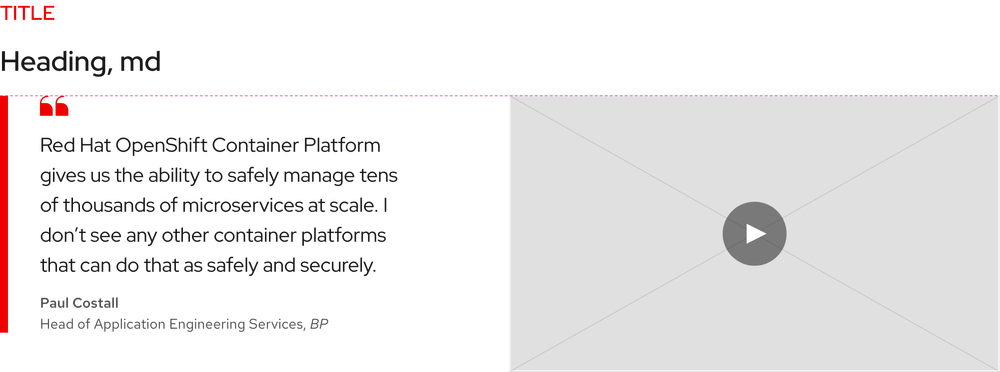 TITLE
Heading, md
Red Hat OpenShift Container Platform
gives us the ability to safely manage tens
of thousands of microservices at scale. I
don’t see any other container platforms
that can do that as safely and securely.
Paul Costall
Head of Application Engineering Services, BP